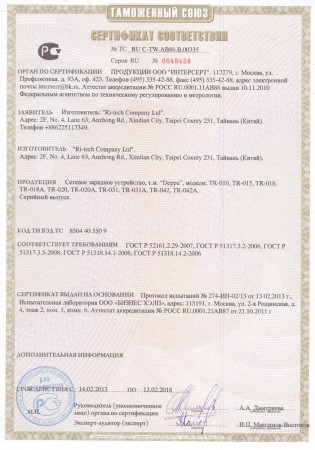 ТАМОЖЕННЫЙ СОЮЗ
СЕРТИФИКАТ СООТВЕТСТВИЯ
№ ТС RU C-TW.АВ86.В.00335
Серия RU № 0049458
ОРГАН ПО СЕРТИФИКАЦИИ ПРОДУКЦИИ ООО "ИНТЕРСЕРТ". 117279, г. Москва, ул.
Профсоюзная, д. 93А, оф. 423. Телефон (495) 335-42-88, факс (495) 335-42-88, адрес электронной
почты intersert@bk.ru. Аттестат аккредитации № РОСС RU.0001.11АВ86 выдан 10.11.2010
Федеральным агентством по техническому регулированию и метрологии.
ЗАЯВИТЕЛЬ Изготовитель "Ri-tech Company Ltd".
Адрес: 2F, No. 4, Lane 63, Anzhong Rd., Xindian City, Taipei County 231, Тайвань (Китай).
Телефон +886225117349.
ИЗГОТОВИТЕЛЬ "Ri-tech Company Ltd".
Адрес: 2F, No. 4, Lane 63, Anzhong Rd., Xindian City, Taipei County 231, Тайвань (Китай).
ПРОДУКЦИЯ Сетевое зарядное устройство, т.м. "Deppa", модели: TR-010, TR-015, TR-018,
TR-018A, TR-020, TR-020A, TR-030, TR-031, TR-031A, TR-042, TR-042A.
Серийный выпуск.
КОД ТН ВЭД ТС 8504 40 550 9
СООТВЕТСТВУЕТ ТРЕБОВАНИЯМ ГОСТ Р 52161.2.29-2007, ГОСТ Р 51317.3.2-2006, ГОСТ Р
51317.3.3-2008, ГОСТ Р 51318.14.1-2006, ГОСТ Р 51318.14.2-2006
СЕРТИФИКАТ ВЫДАН НА ОСНОВАНИИ Протокол испытаний № 274-ИН-02/13 от 13.02.2013 г.,
Испытательная лаборатория ООО «БИЗНЕС ХЭЛП», адрес: 115191, г. Москва, ул. 2-я Рощинская, д.
4, этаж 2, пом. 1, комн. 6. Аттестат аккредитации № РОСС RU.0001.21АВ87 от 21.10.2011 г
ДОПОЛНИТЕЛЬНАЯ ИНФОРМАЦИЯ
СРОК ДЕЙСТВИЯ С 14.02.2013 ПО 13.02.2018
М.П. Руководитель (уполномоченное лицо) органа по сертификации А.А. Дмитриева
Эксперт-аудитор (эксперт) И.П. Македонов-Востоков